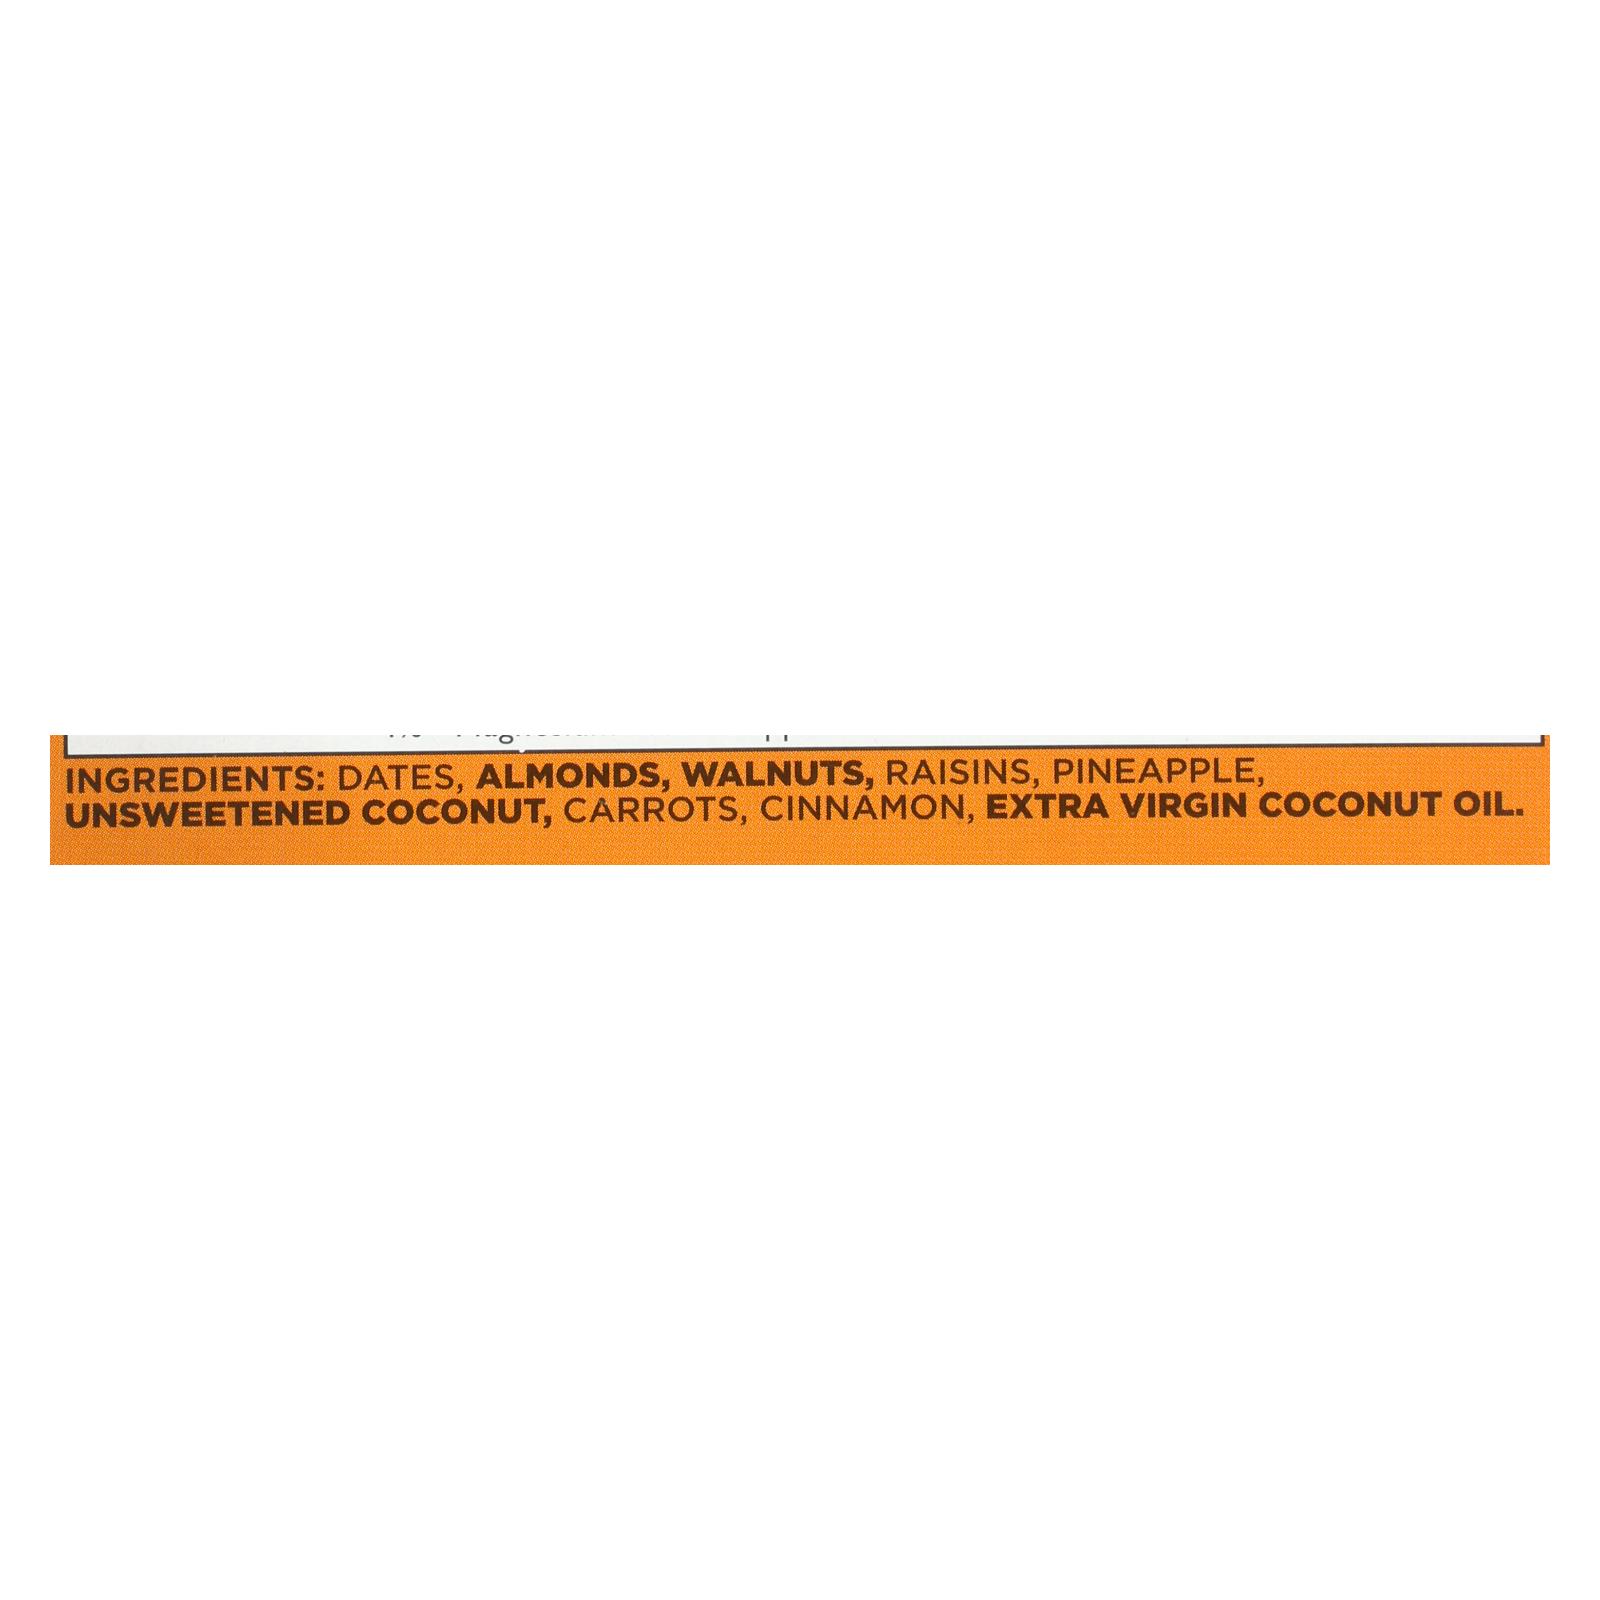 INGREDIENTS: DATES, ALMONDS, WALNUTS, RAISINS, PINEAPPLE,
UNSWEETENED COCONUT, CARROTS, CINNAMON, EXTRA VIRGIN COCONUT OIL.